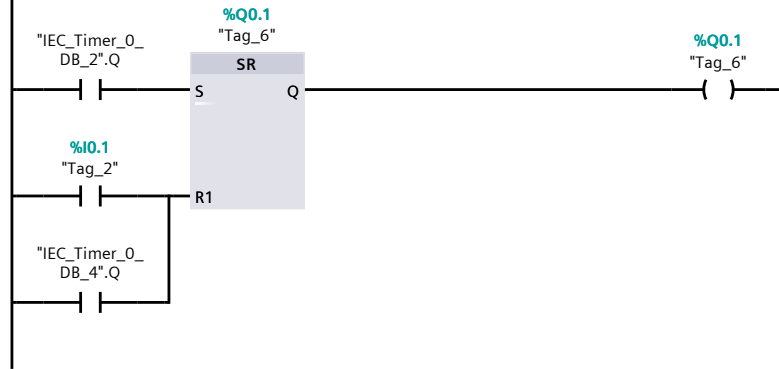 %Q0.1
"Tag_6"
"IEC_Timer_0_
DB_2".Q
SR
%Q0.1
"Tag_6"
S
Q
%I0.1
"Tag_2"
R1
"IEC_Timer_0_
DB_4".Q